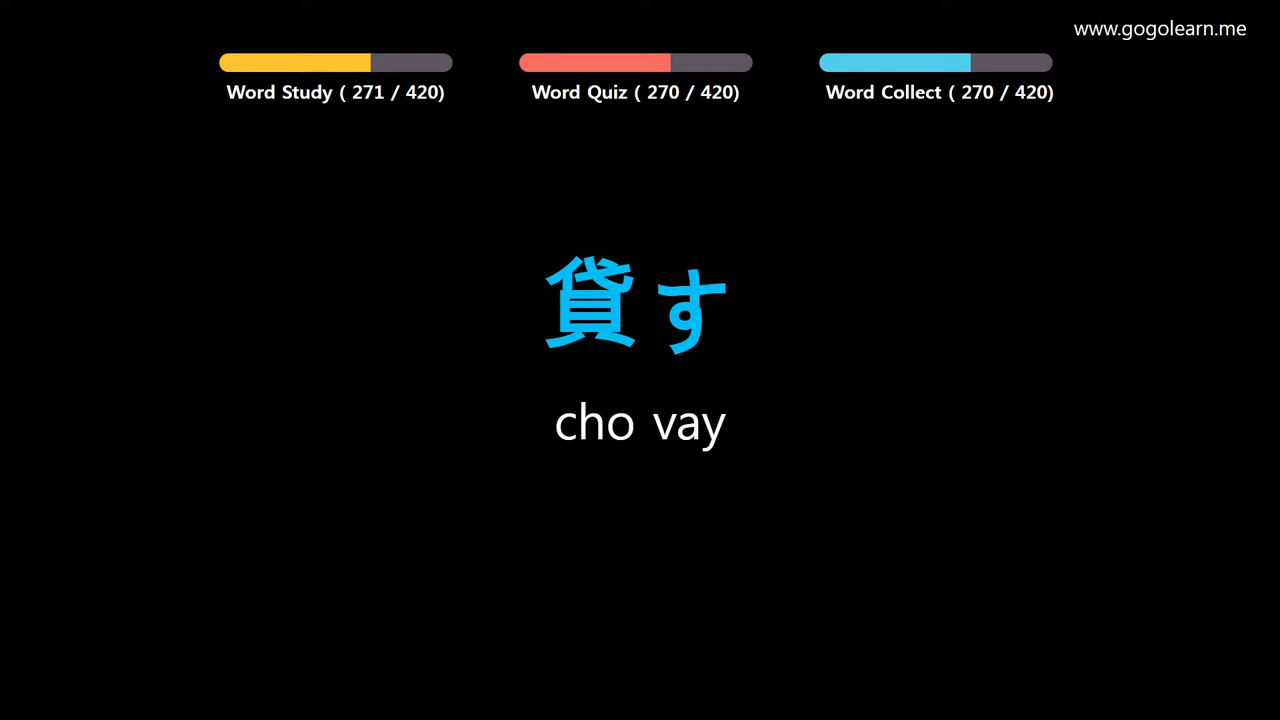 www.gogolearn.me
Word Study ( 271 / 420)
Word Quiz ( 270 / 420)
Word Collect ( 270 / 420)
貸す
cho vay